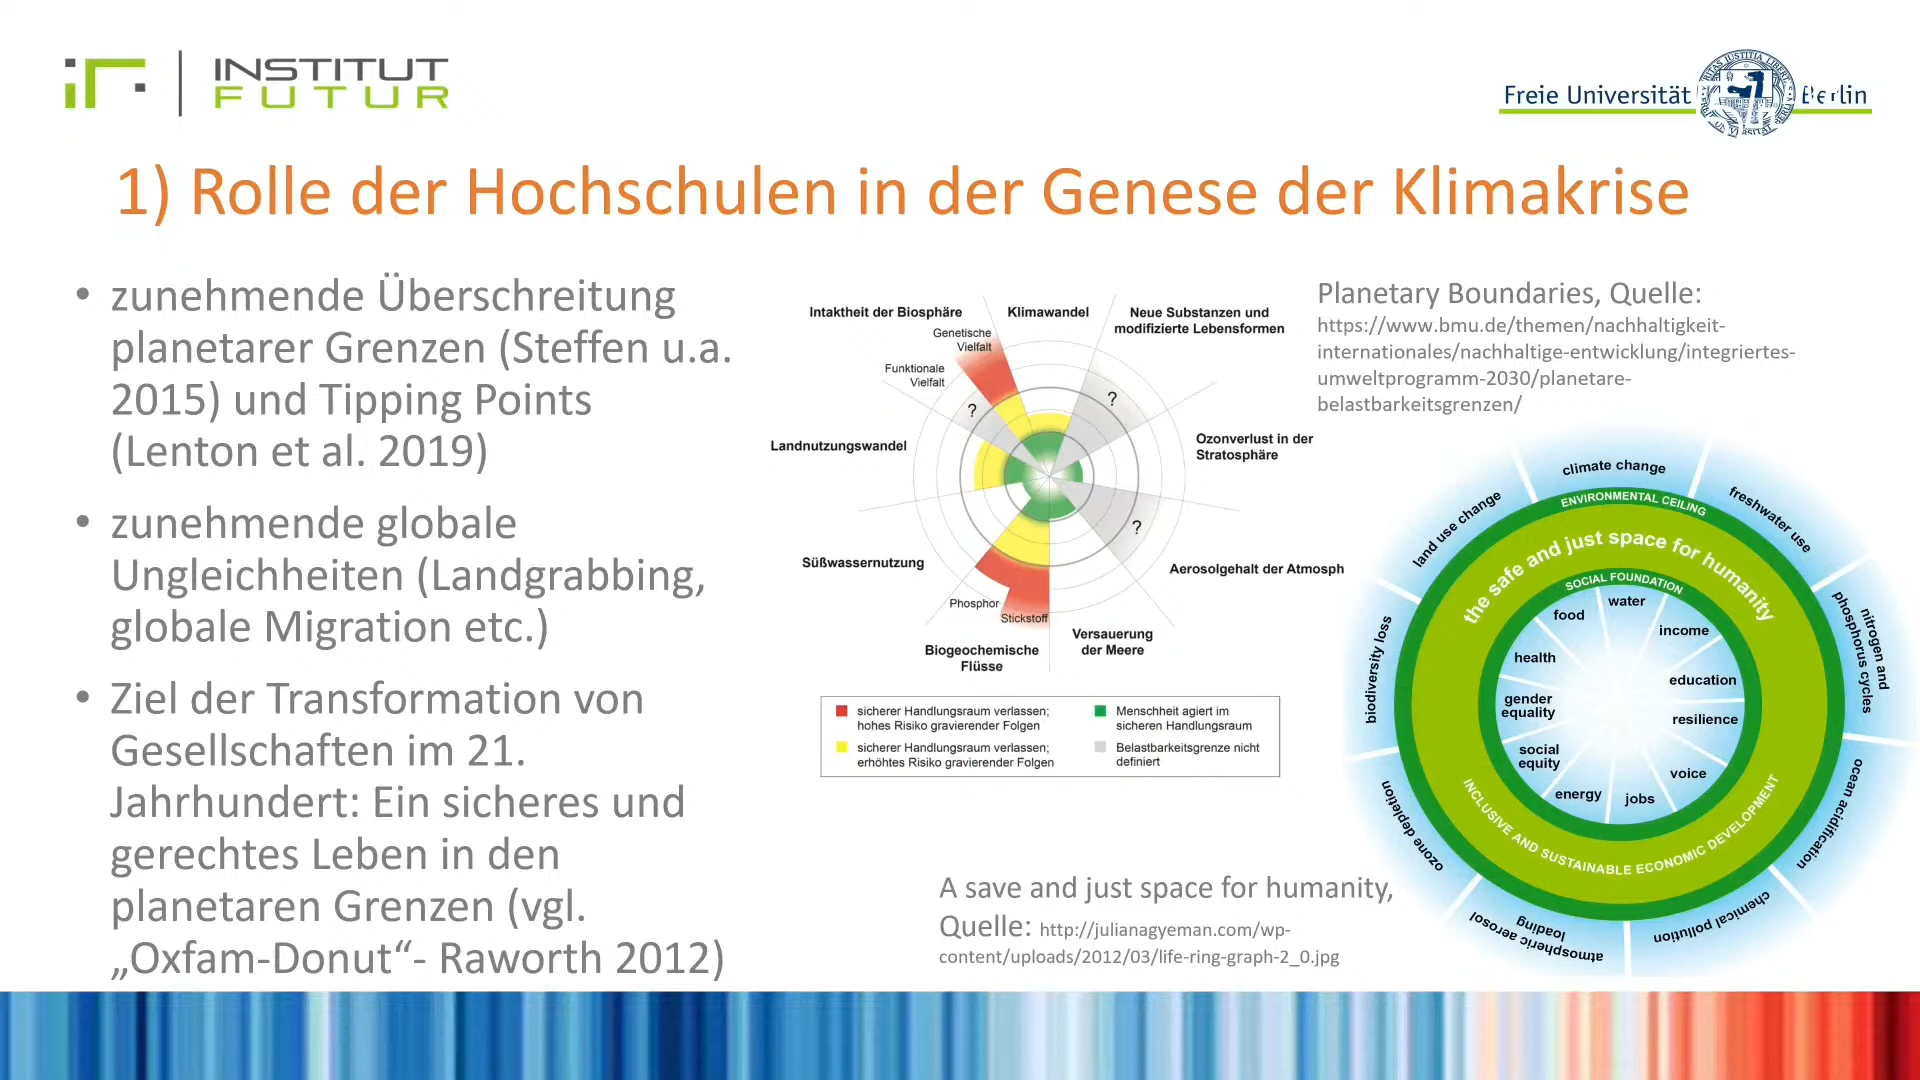 INSTITUT
FUTUR
Freie Universität Berlin
1) Rolle der Hochschulen in der Genese der Klimakrise
• zunehmende Überschreitung
planetarer Grenzen (Steffen u.a.
2015) und Tipping Points
(Lenton et al. 2019)
• zunehmende globale
Ungleichheiten (Landgrabbing,
globale Migration etc.)
• Ziel der Transformation von
Gesellschaften im 21.
Jahrhundert: Ein sicheres und
gerechtes Leben in den
planetaren Grenzen (vgl.
„Oxfam-Donut“- Raworth 2012)
Intaktheit der Biosphäre
Genetische
Vielfalt
Funktionale
Vielfalt
?
Klimawandel
Neue Substanzen und
modifizierte Lebensformen
?
Landnutzungswandel
Ozonverlust in der
Stratosphäre
?
Süßwassernutzung
Aerosolgehalt der Atmosph
Phosphor
Stickstoff
Biogeochemische
Flüsse
Versauerung
der Meere
sicherer Handlungsraum verlassen;
hohes Risiko gravierender Folgen
sicherer Handlungsraum verlassen;
erhöhtes Risiko gravierender Folgen
Menschheit agiert im
sicheren Handlungsraum
Belastbarkeitsgrenze nicht
definiert
Planetary Boundaries, Quelle:
https://www.bmu.de/themen/nachhaltigkeit-
internationales/nachhaltige-entwicklung/integriertes-
umweltprogramm-2030/planetare-
belastbarkeitsgrenzen/
climate change
freshwater use
nitrogen and
phosphorus cycles
ocean acidification
chemical pollution
atmospheric aerosol
loading
ozone depletion
biodiversity loss
land use change
ENVIRONMENTAL CEILING
the safe and just space for humanity
SOCIAL FOUNDATION
water
income
education
resilience
voice
jobs
energy
social
equity
gender
equality
health
food
INCLUSIVE AND SUSTAINABLE ECONOMIC DEVELOPMENT
A save and just space for humanity,
Quelle: http://julianagyeman.com/wp-
content/uploads/2012/03/life-ring-graph-2_0.jpg